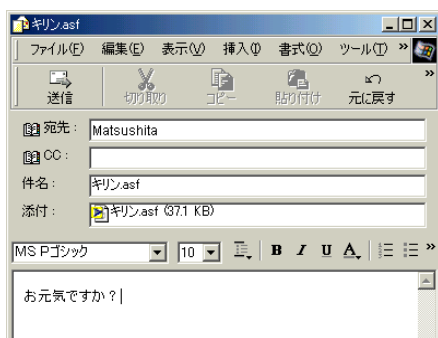 キリン.asf
ファイル(F) 編集(E) 表示(V) 挿入(I) 書式(O) ツール(T) »
送信 切り取り コピー 貼り付け 元に戻す »
宛先: Matsushita
CC:
件名: キリン.asf
添付: キリン.asf (37.1 KB)
MS Pゴシック 10 B I U A »
お元気ですか?